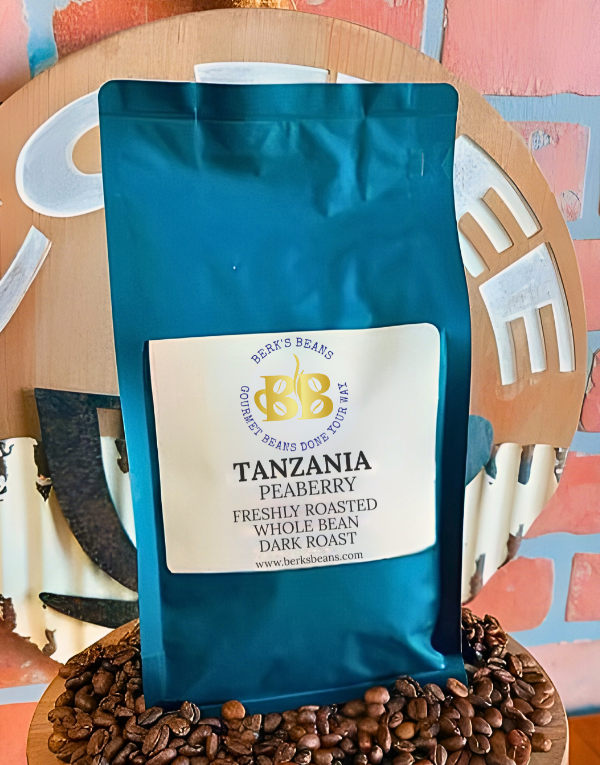 BERK'S BEANS
BB
GOURMET BEANS DONE YOUR WAY
TANZANIA
PEABERRY
FRESHLY ROASTED
WHOLE BEAN
DARK ROAST
www.berksbeans.com
EE